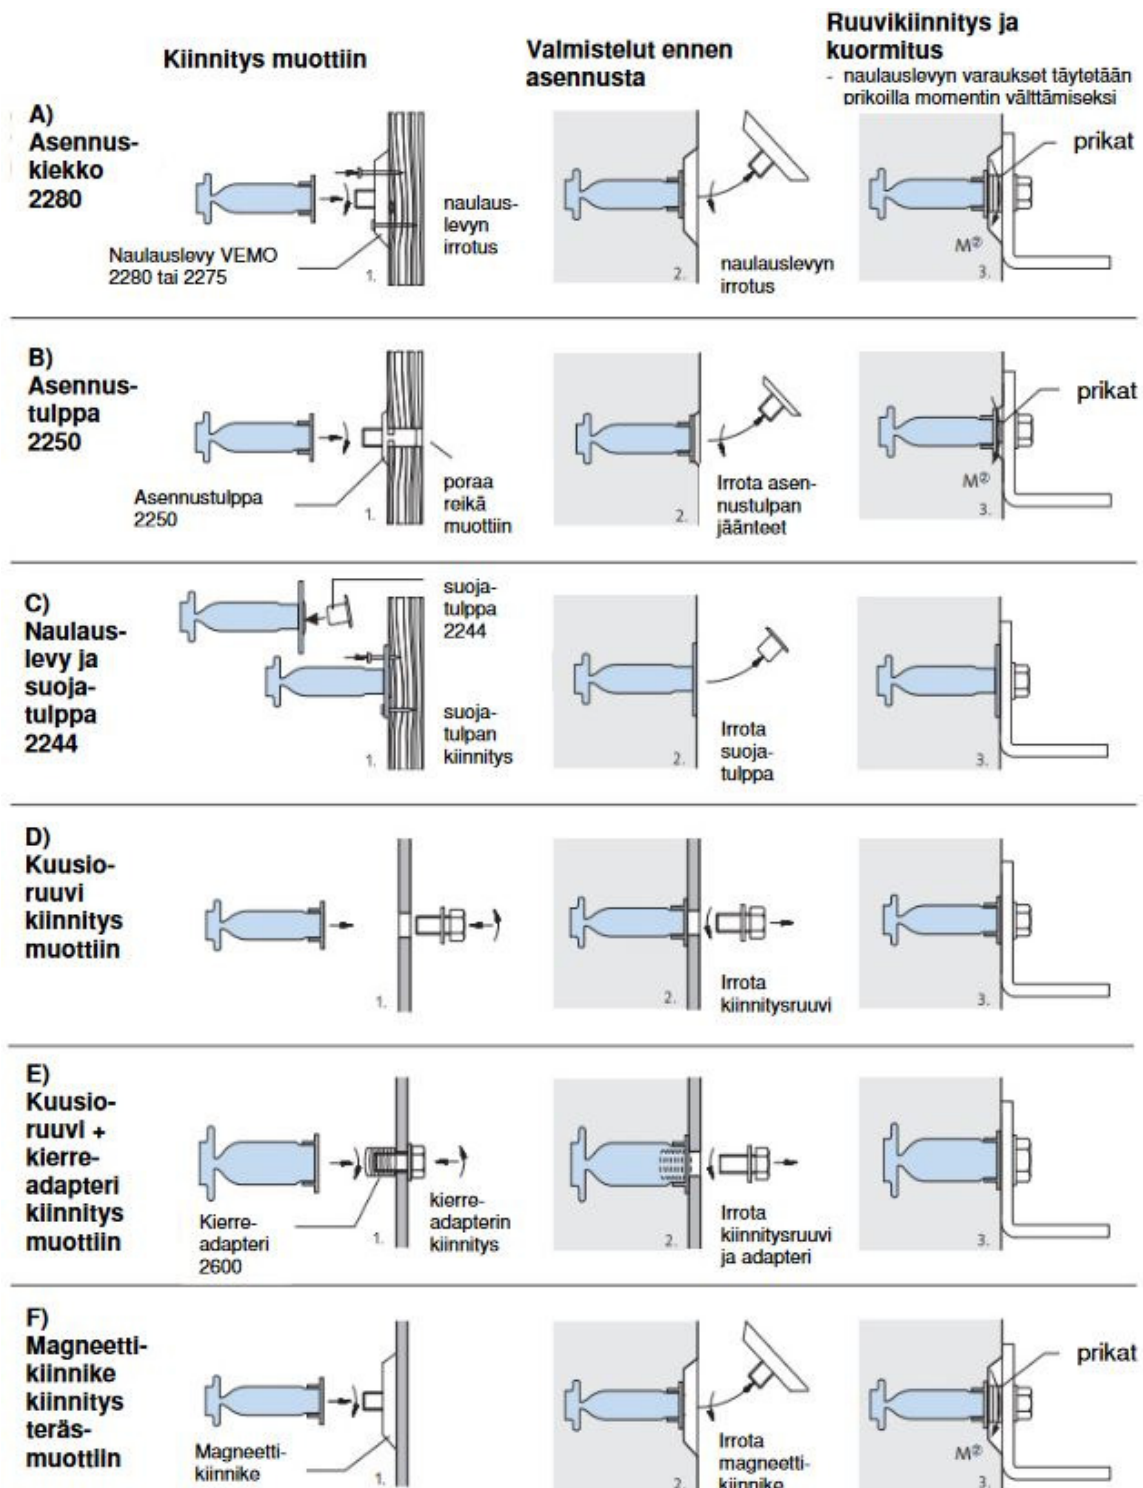 Kiinnitys muottiin
Valmistelut ennen
asennusta
Ruuvikiinnitys ja
kuormitus
- naulauslevyn varaukset täytetään
prikoilla momentin välttämiseksi
A)
Asennus-
kiekko
2280
Naulauslevy VEMO
2280 tai 2275
1.
naulaus-
levyn
irrotus
2.
naulauslevyn
irrotus
prikat
M②
3.
B)
Asennus-
tulppa
2250
Asennustulppa
2250
1.
poraa
reikä
muottiin
2.
Irrota asen-
nustulpan
jäänteet
prikat
M②
3.
C)
Naulaus-
levy ja
suoja-
tulppa
2244
suoja-
tulppa
2244
suoja-
tulpan
kiinnitys
1.
2.
Irrota
suoja-
tulppa
3.
D)
Kuusio-
ruuvi
kiinnitys
muottiin
1.
2.
Irrota
kiinnitysruuvi
3.
E)
Kuusio-
ruuvi +
kierre-
adapteri
kiinnitys
muottiin
Kierre-
adapteri
2600
1.
kierre-
adapterin
kiinnitys
2.
Irrota
kiinnitysruuvi
ja adapteri
3.
F)
Magneetti-
kiinnike
kiinnitys
teräs-
muottiin
Magneetti-
kiinnike
1.
2.
Irrota
magneetti-
kiinnike
prikat
M②
3.